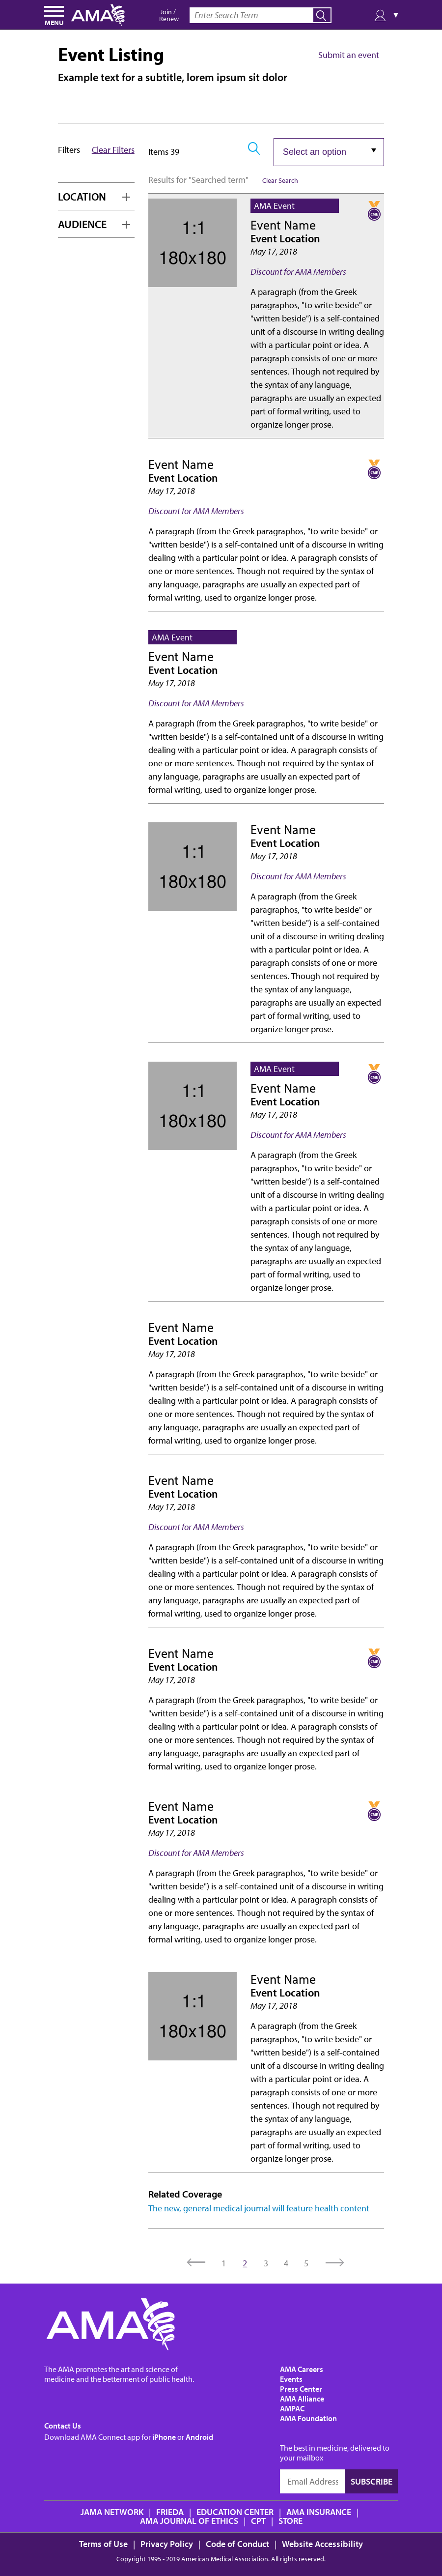 MENU
AMA
Join /
Renew
Enter Search Term
▼
Event Listing
Submit an event
Example text for a subtitle, lorem ipsum sit dolor
Filters
Clear Filters
Items 39
Select an option
Results for "Searched term"
Clear Search
LOCATION
AUDIENCE
1:1
180x180
AMA Event
CME
Event Name
Event Location
May 17, 2018
Discount for AMA Members
A paragraph (from the Greek
paragraphos, "to write beside" or
"written beside") is a self-contained
unit of a discourse in writing dealing
with a particular point or idea. A
paragraph consists of one or more
sentences. Though not required by
the syntax of any language,
paragraphs are usually an expected
part of formal writing, used to
organize longer prose.
Event Name
CME
Event Location
May 17, 2018
Discount for AMA Members
A paragraph (from the Greek paragraphos, "to write beside" or
"written beside") is a self-contained unit of a discourse in writing
dealing with a particular point or idea. A paragraph consists of
one or more sentences. Though not required by the syntax of
any language, paragraphs are usually an expected part of
formal writing, used to organize longer prose.
AMA Event
Event Name
Event Location
May 17, 2018
Discount for AMA Members
A paragraph (from the Greek paragraphos, "to write beside" or
"written beside") is a self-contained unit of a discourse in writing
dealing with a particular point or idea. A paragraph consists of
one or more sentences. Though not required by the syntax of
any language, paragraphs are usually an expected part of
formal writing, used to organize longer prose.
1:1
180x180
Event Name
Event Location
May 17, 2018
Discount for AMA Members
A paragraph (from the Greek
paragraphos, "to write beside" or
"written beside") is a self-contained
unit of a discourse in writing dealing
with a particular point or idea. A
paragraph consists of one or more
sentences. Though not required by
the syntax of any language,
paragraphs are usually an expected
part of formal writing, used to
organize longer prose.
1:1
180x180
AMA Event
CME
Event Name
Event Location
May 17, 2018
Discount for AMA Members
A paragraph (from the Greek
paragraphos, "to write beside" or
"written beside") is a self-contained
unit of a discourse in writing dealing
with a particular point or idea. A
paragraph consists of one or more
sentences. Though not required by
the syntax of any language,
paragraphs are usually an expected
part of formal writing, used to
organize longer prose.
Event Name
Event Location
May 17, 2018
A paragraph (from the Greek paragraphos, "to write beside" or
"written beside") is a self-contained unit of a discourse in writing
dealing with a particular point or idea. A paragraph consists of
one or more sentences. Though not required by the syntax of
any language, paragraphs are usually an expected part of
formal writing, used to organize longer prose.
Event Name
Event Location
May 17, 2018
Discount for AMA Members
A paragraph (from the Greek paragraphos, "to write beside" or
"written beside") is a self-contained unit of a discourse in writing
dealing with a particular point or idea. A paragraph consists of
one or more sentences. Though not required by the syntax of
any language, paragraphs are usually an expected part of
formal writing, used to organize longer prose.
Event Name
CME
Event Location
May 17, 2018
A paragraph (from the Greek paragraphos, "to write beside" or
"written beside") is a self-contained unit of a discourse in writing
dealing with a particular point or idea. A paragraph consists of
one or more sentences. Though not required by the syntax of
any language, paragraphs are usually an expected part of
formal writing, used to organize longer prose.
Event Name
CME
Event Location
May 17, 2018
Discount for AMA Members
A paragraph (from the Greek paragraphos, "to write beside" or
"written beside") is a self-contained unit of a discourse in writing
dealing with a particular point or idea. A paragraph consists of
one or more sentences. Though not required by the syntax of
any language, paragraphs are usually an expected part of
formal writing, used to organize longer prose.
1:1
180x180
Event Name
Event Location
May 17, 2018
A paragraph (from the Greek
paragraphos, "to write beside" or
"written beside") is a self-contained
unit of a discourse in writing dealing
with a particular point or idea. A
paragraph consists of one or more
sentences. Though not required by
the syntax of any language,
paragraphs are usually an expected
part of formal writing, used to
organize longer prose.
Related Coverage
The new, general medical journal will feature health content
1 2 3 4 5
AMA
The AMA promotes the art and science of
medicine and the betterment of public health.
AMA Careers
Events
Press Center
AMA Alliance
AMPAC
AMA Foundation
Contact Us
Download AMA Connect app for iPhone or Android
The best in medicine, delivered to
your mailbox
Email Address
SUBSCRIBE
JAMA NETWORK | FRIEDA | EDUCATION CENTER | AMA INSURANCE |
AMA JOURNAL OF ETHICS | CPT | STORE
Terms of Use | Privacy Policy | Code of Conduct | Website Accessibility
Copyright 1995 - 2019 American Medical Association. All rights reserved.